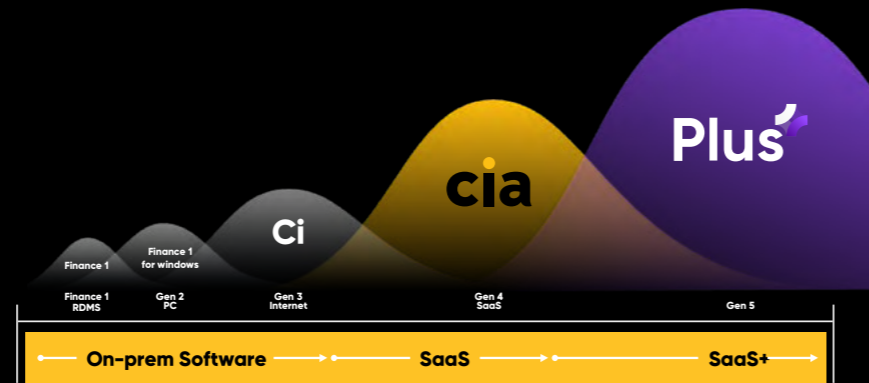 Plus
cia
Ci
Finance 1
Finance 1
for windows
Finance 1
RDMS
Gen 2
PC
Gen 3
Internet
Gen 4
SaaS
Gen 5
On-prem Software
SaaS
SaaS+